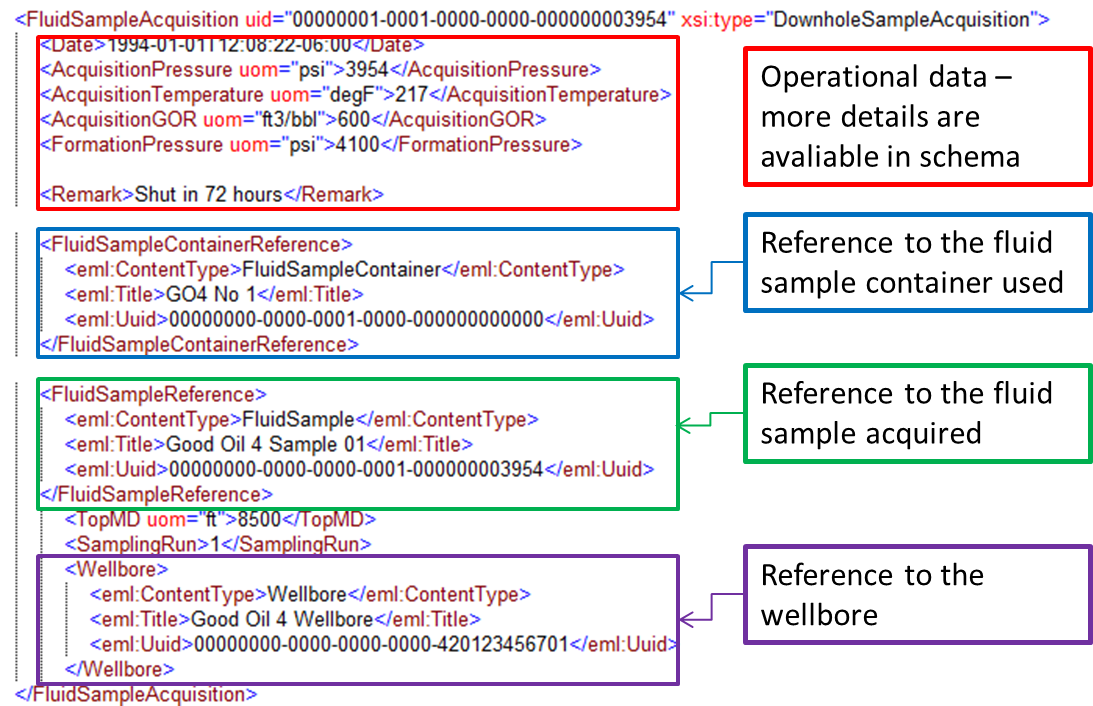 <FluidSampleAcquisition uid="00000001-0001-0000-0000-000000003954" xsi:type="DownholeSampleAcquisition">
<Date>1994-01-01T12:08:22-06:00</Date>
<AcquisitionPressure uom="psi">3954</AcquisitionPressure>
<AcquisitionTemperature uom="degF">217</AcquisitionTemperature>
<AcquisitionGOR uom="ft3/bbl">600</AcquisitionGOR>
<FormationPressure uom="psi">4100</FormationPressure>
<Remark>Shut in 72 hours</Remark>
Operational data –
more details are
avaliable in schema
<FluidSampleContainerReference>
<eml:ContentType>FluidSampleContainer</eml:ContentType>
<eml:Title>GO4 No 1</eml:Title>
<eml:Uuid>00000000-0000-0001-0000-000000000000</eml:Uuid>
</FluidSampleContainerReference>
Reference to the fluid
sample container used
<FluidSampleReference>
<eml:ContentType>FluidSample</eml:ContentType>
<eml:Title>Good Oil 4 Sample 01</eml:Title>
<eml:Uuid>00000000-0000-0000-0001-000000003954</eml:Uuid>
</FluidSampleReference>
Reference to the fluid
sample acquired
<TopMD uom="ft">8500</TopMD>
<SamplingRun>1</SamplingRun>
<Wellbore>
<eml:ContentType>Wellbore</eml:ContentType>
<eml:Title>Good Oil 4 Wellbore</eml:Title>
<eml:Uuid>00000000-0000-0000-0000-420123456701</eml:Uuid>
</Wellbore>
Reference to the
wellbore
</FluidSampleAcquisition>